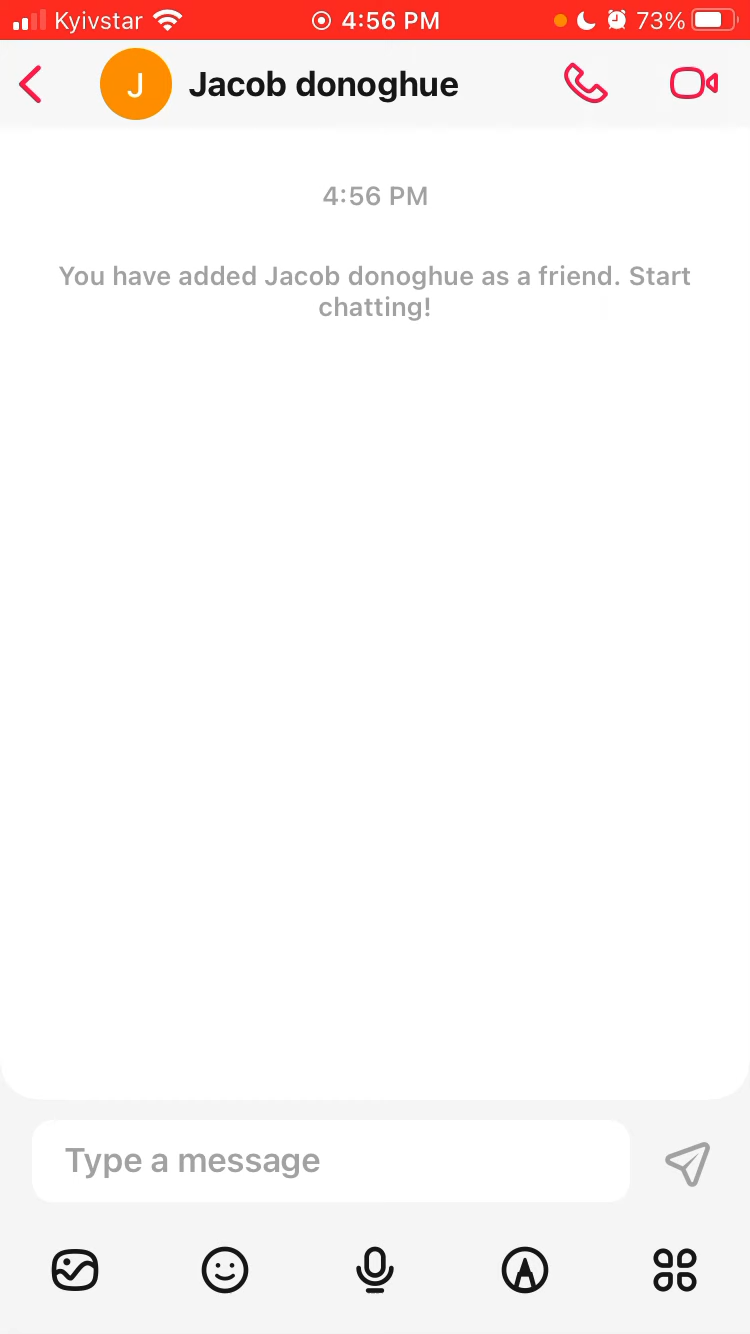 Kyivstar 4:56 PM 73%
J Jacob donoghue
4:56 PM
You have added Jacob donoghue as a friend. Start
chatting!
Type a message